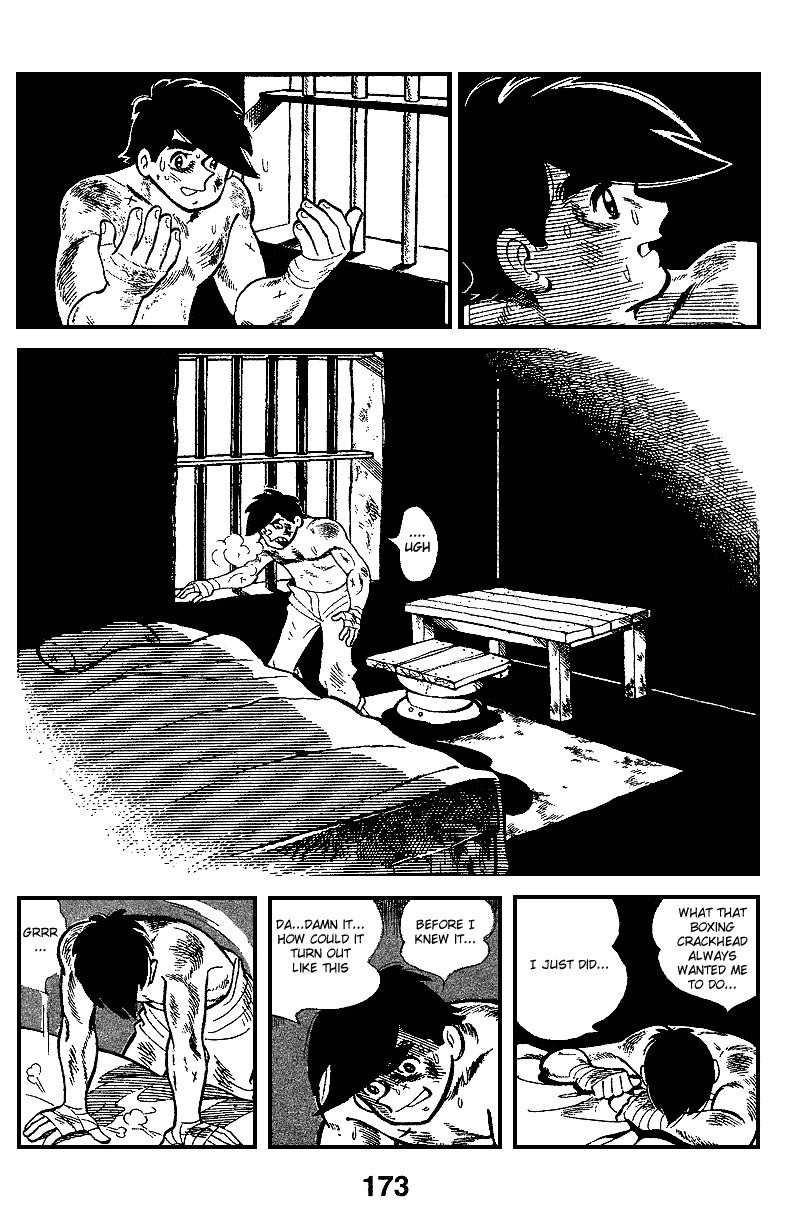 ....
UGH
GRRR
...
DA...DAMN IT...
HOW COULD IT
TURN OUT
LIKE THIS
BEFORE I
KNEW IT...
I JUST DID...
WHAT THAT
BOXING
CRACKHEAD
ALWAYS
WANTED ME
TO DO...
173